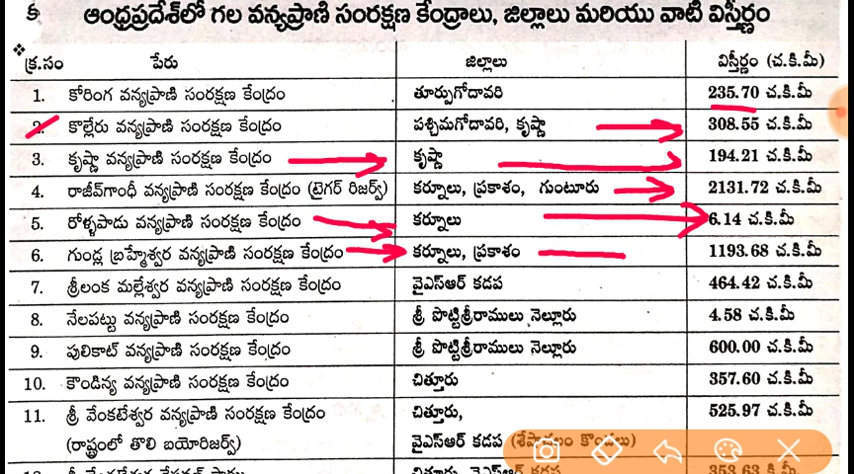 ఆంధ్రప్రదేశ్‌లో గల వన్యప్రాణి సంరక్షణ కేంద్రాలు, జిల్లాలు మరియు వాటి విస్తీర్ణం
క్ర.సం పేరు జిల్లాలు విస్తీర్ణం (చ.కి.మీ)
1. కోరింగ వన్యప్రాణి సంరక్షణ కేంద్రం తూర్పుగోదావరి 235.70 చ.కి.మీ
2. కొల్లేరు వన్యప్రాణి సంరక్షణ కేంద్రం పశ్చిమగోదావరి, కృష్ణా 308.55 చ.కి.మీ
3. కృష్ణా వన్యప్రాణి సంరక్షణ కేంద్రం కృష్ణా 194.21 చ.కి.మీ
4. రాజీవ్‌గాంధీ వన్యప్రాణి సంరక్షణ కేంద్రం (టైగర్ రిజర్వ్) కర్నూలు, ప్రకాశం, గుంటూరు 2131.72 చ.కి.మీ
5. రోళ్ళపాడు వన్యప్రాణి సంరక్షణ కేంద్రం కర్నూలు 6.14 చ.కి.మీ
6. గుండ్ల బ్రహ్మేశ్వర వన్యప్రాణి సంరక్షణ కేంద్రం కర్నూలు, ప్రకాశం 1193.68 చ.కి.మీ
7. శ్రీలంక మల్లేశ్వర వన్యప్రాణి సంరక్షణ కేంద్రం వైఎస్ఆర్ కడప 464.42 చ.కి.మీ
8. నేలపట్టు వన్యప్రాణి సంరక్షణ కేంద్రం శ్రీ పొట్టిశ్రీరాములు నెల్లూరు 4.58 చ.కి.మీ
9. పులికాట్ వన్యప్రాణి సంరక్షణ కేంద్రం శ్రీ పొట్టిశ్రీరాములు నెల్లూరు 600.00 చ.కి.మీ
10. కౌండిన్య వన్యప్రాణి సంరక్షణ కేంద్రం చిత్తూరు 357.60 చ.కి.మీ
11. శ్రీ వేంకటేశ్వర వన్యప్రాణి సంరక్షణ కేంద్రం చిత్తూరు, 525.97 చ.కి.మీ
(రాష్ట్రంలో తొలి బయోరిజర్వ్) వైఎస్ఆర్ కడప (శేషాచలం కొండలు)
353.63 కి.మీ